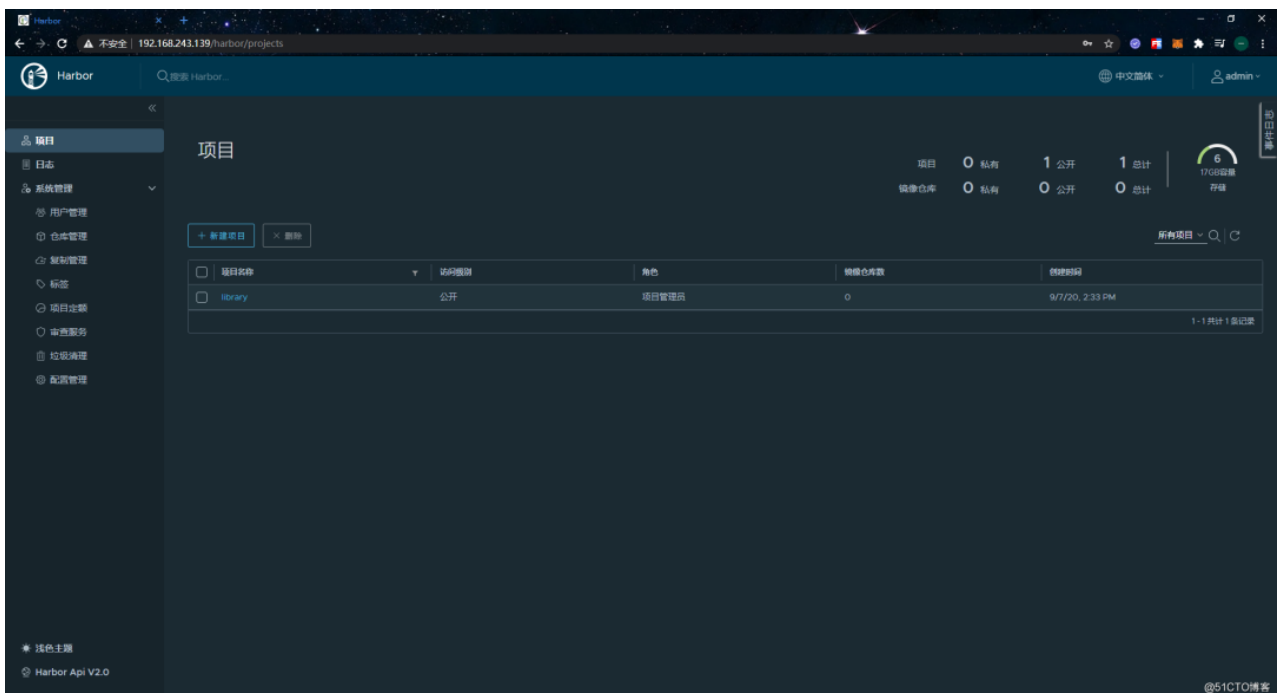 Harbor
不安全 192.168.243.139/harbor/projects
Harbor 搜索 Harbor... 中文简体 admin
事件日志
项目
日志
系统管理
用户管理
仓库管理
复制管理
标签
项目定额
审查服务
垃圾清理
配置管理
浅色主题
Harbor Api V2.0
项目
项目 0 私有 1 公开 1 总计
镜像仓库 0 私有 0 公开 0 总计
6
17GB容量
存储
+ 新建项目 × 删除 所有项目
项目名称 访问级别 角色 镜像仓库数 创建时间
library 公开 项目管理员 0 9/7/20, 2:33 PM
1 - 1 共计 1 条记录
@51CTO博客